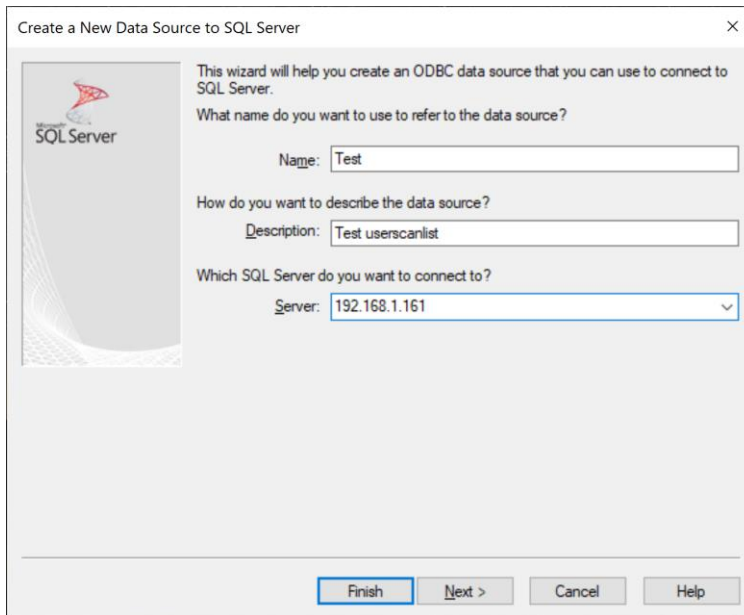 Create a New Data Source to SQL Server
Microsoft
SQL Server
This wizard will help you create an ODBC data source that you can use to connect to
SQL Server.
What name do you want to use to refer to the data source?
Name: Test
How do you want to describe the data source?
Description: Test userscanlist
Which SQL Server do you want to connect to?
Server: 192.168.1.161
Finish Next > Cancel Help